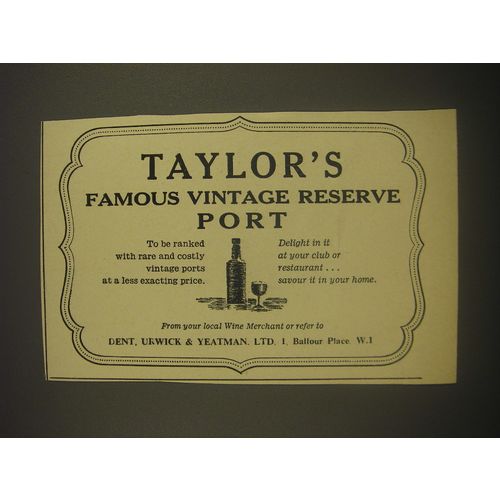 TAYLOR'S
FAMOUS VINTAGE RESERVE
PORT
To be ranked
with rare and costly
vintage ports
at a less exacting price.
Delight in it
at your club or
restaurant . . .
savour it in your home.
From your local Wine Merchant or refer to
DENT, URWICK & YEATMAN, LTD, 1, Balfour Place, W.1